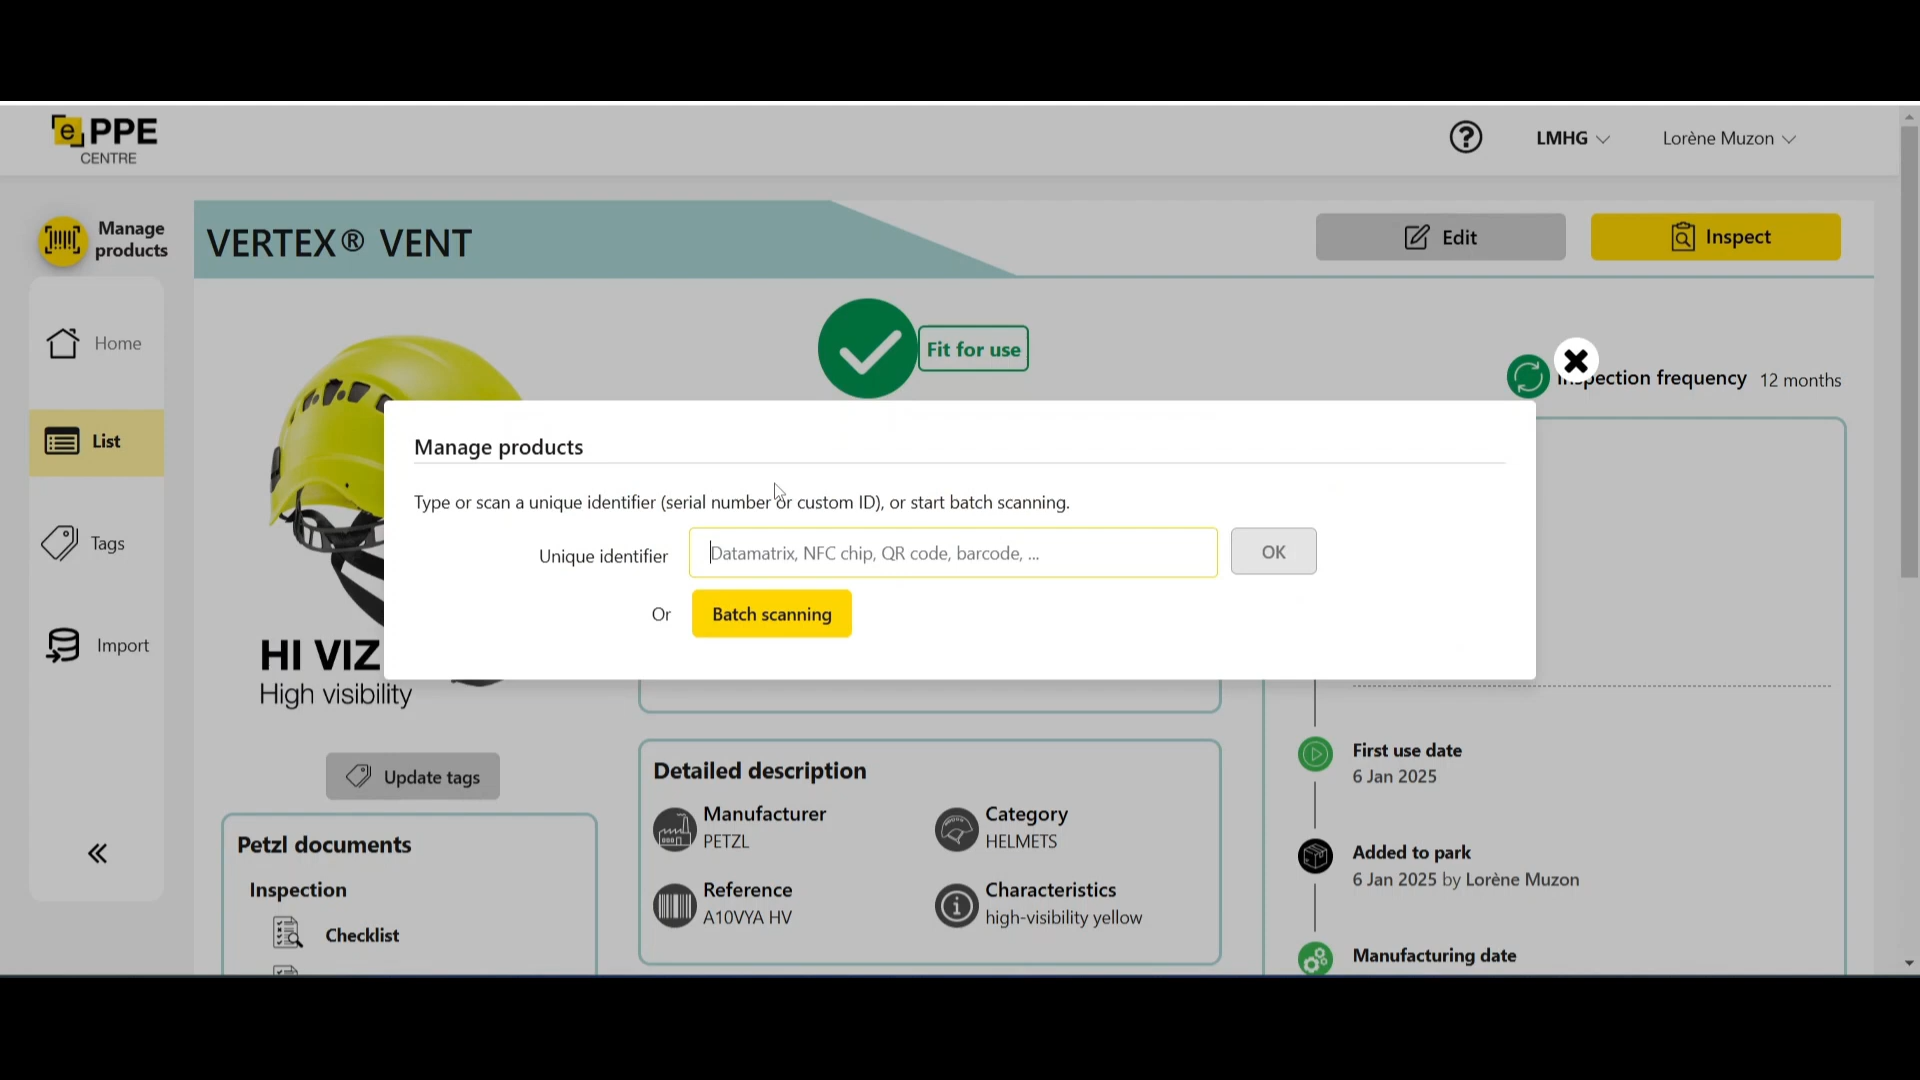 e PPE
CENTRE
LMHG
Lorène Muzon
Manage
products
VERTEX® VENT
Edit
Inspect
Home
List
Tags
Import
Fit for use
Inspection frequency 12 months
Manage products
Type or scan a unique identifier (serial number or custom ID), or start batch scanning.
Unique identifier
Datamatrix, NFC chip, QR code, barcode, ...
OK
Or
Batch scanning
HI VIZ
High visibility
Update tags
Petzl documents
Inspection
Checklist
Detailed description
Manufacturer
PETZL
Category
HELMETS
Reference
A10VYA HV
Characteristics
high-visibility yellow
First use date
6 Jan 2025
Added to park
6 Jan 2025 by Lorène Muzon
Manufacturing date